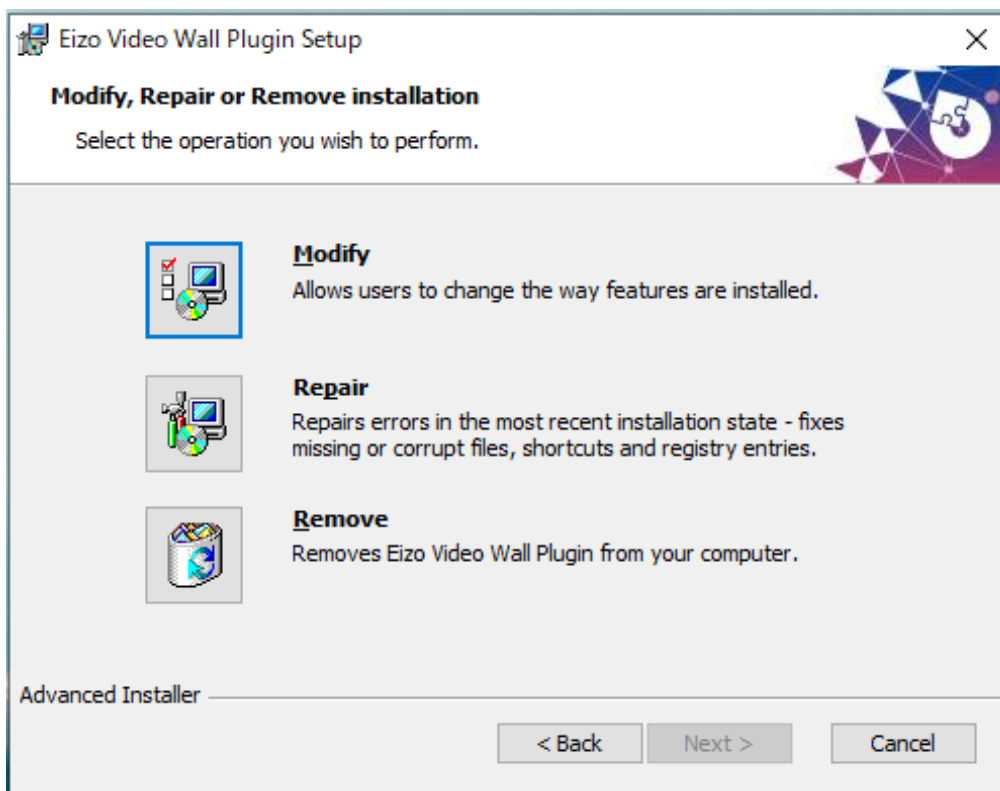 Eizo Video Wall Plugin Setup
Modify, Repair or Remove installation
Select the operation you wish to perform.
Modify
Allows users to change the way features are installed.
Repair
Repairs errors in the most recent installation state - fixes
missing or corrupt files, shortcuts and registry entries.
Remove
Removes Eizo Video Wall Plugin from your computer.
Advanced Installer
< Back
Next >
Cancel